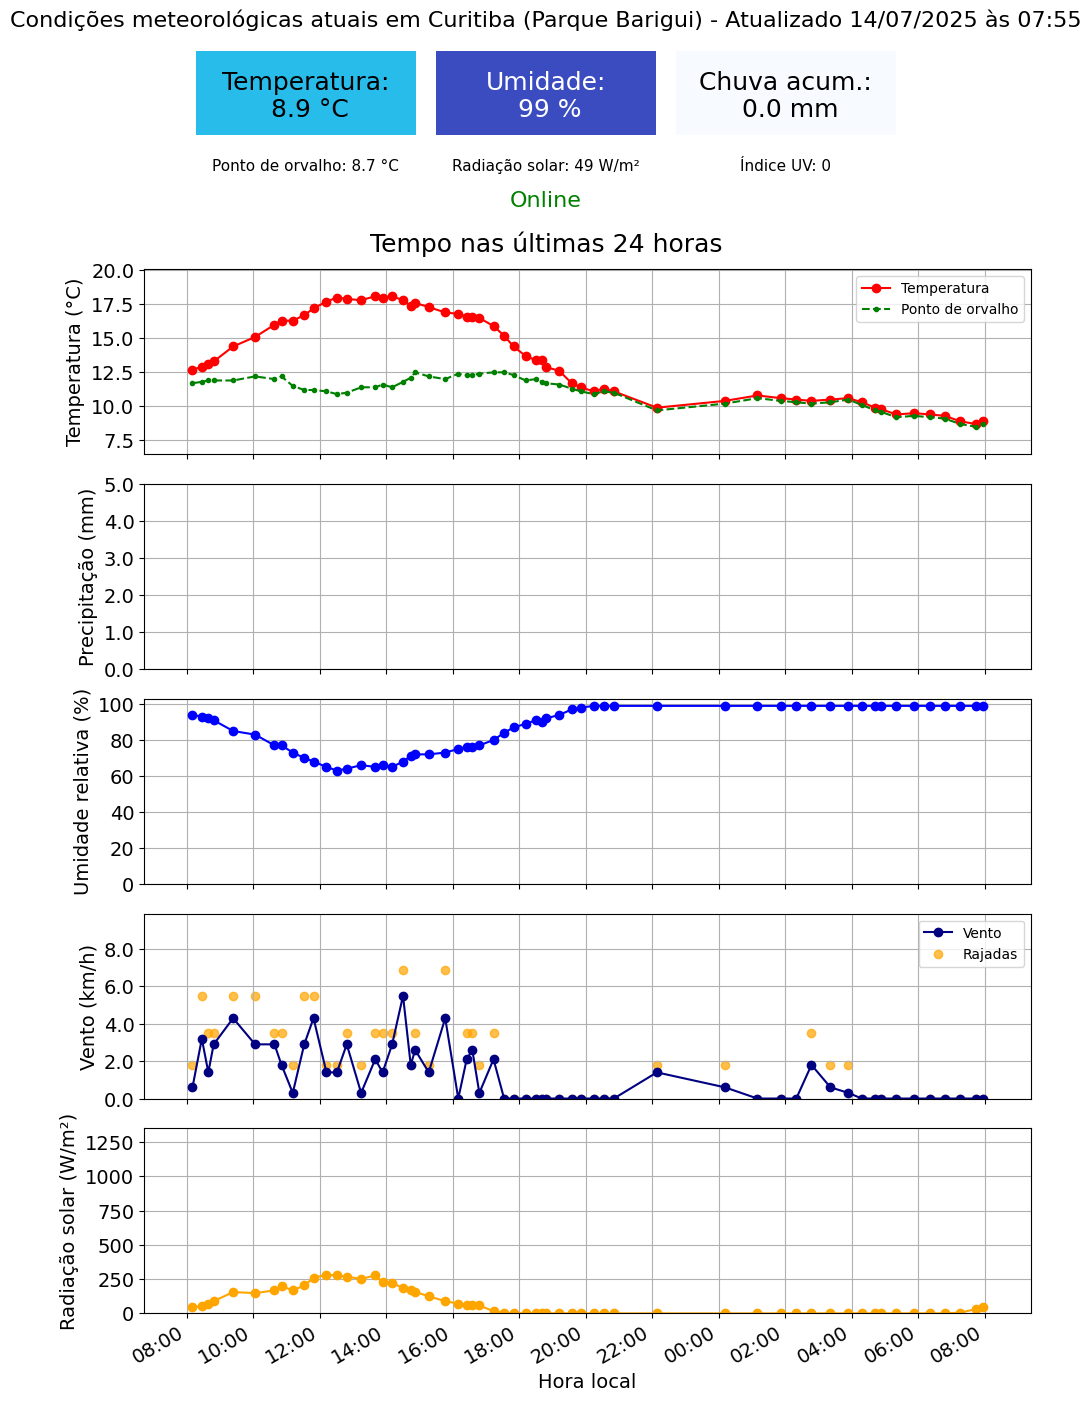 Condições meteorológicas atuais em Curitiba (Parque Barigui) - Atualizado 14/07/2025 às 07:55
Temperatura:
8.9 °C
Umidade:
99 %
Chuva acum.:
0.0 mm
Ponto de orvalho: 8.7 °C
Radiação solar: 49 W/m²
Índice UV: 0
Online
Tempo nas últimas 24 horas
Temperatura (°C)
20.0
17.5
15.0
12.5
10.0
7.5
Temperatura
Ponto de orvalho
Precipitação (mm)
5.0
4.0
3.0
2.0
1.0
0.0
Umidade relativa (%)
100
80
60
40
20
0
Vento (km/h)
8.0
6.0
4.0
2.0
0.0
Vento
Rajadas
Radiação solar (W/m²)
1250
1000
750
500
250
0
08:00
10:00
12:00
14:00
16:00
18:00
20:00
22:00
00:00
02:00
04:00
06:00
08:00
Hora local